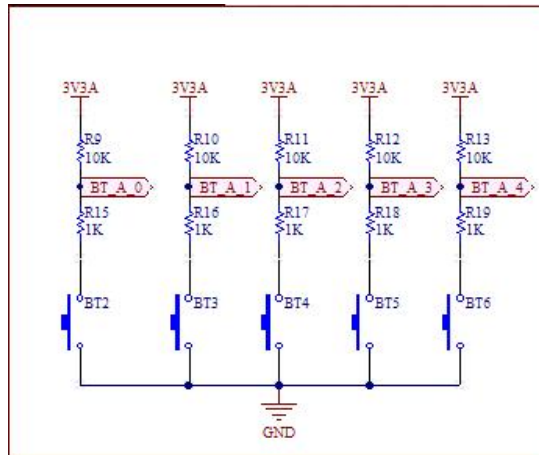 3V3A 3V3A 3V3A 3V3A 3V3A
R9 R10 R11 R12 R13
10K 10K 10K 10K 10K
BT_A_0 BT_A_1 BT_A_2 BT_A_3 BT_A_4
R15 R16 R17 R18 R19
1K 1K 1K 1K 1K
BT2 BT3 BT4 BT5 BT6
GND